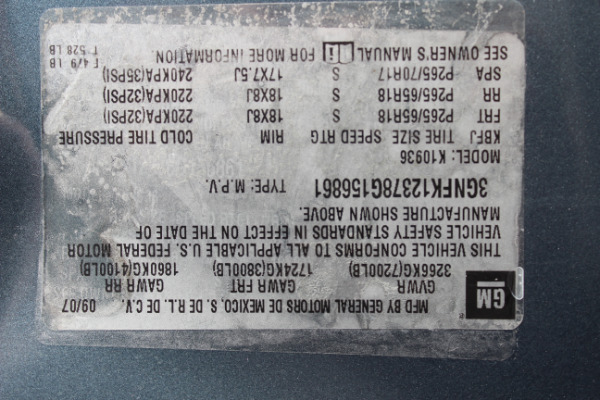 MFD BY GENERAL MOTORS DE MEXICO, S. DE R.L. DE C.V.
09/07
GM
GVWR GAWR FRT GAWR RR
3266KG(7200LB) 1724KG(3800LB) 1860KG(4100LB)
THIS VEHICLE CONFORMS TO ALL APPLICABLE U.S. FEDERAL MOTOR
VEHICLE SAFETY STANDARDS IN EFFECT ON THE DATE OF
MANUFACTURE SHOWN ABOVE.
3GNFK12378G156861 TYPE: M.P.V.
MODEL: K10936
KBFJ TIRE SIZE SPEED RTG RIM COLD TIRE PRESSURE
FRT P265/65R18 S 18X8J 220KPA(32PSI)
RR P265/65R18 S 18X8J 220KPA(32PSI)
SPA P265/70R17 S 17X7.5J 240KPA(35PSI)
SEE OWNER'S MANUAL FOR MORE INFORMATION.
T 528 LB
F 479 LB